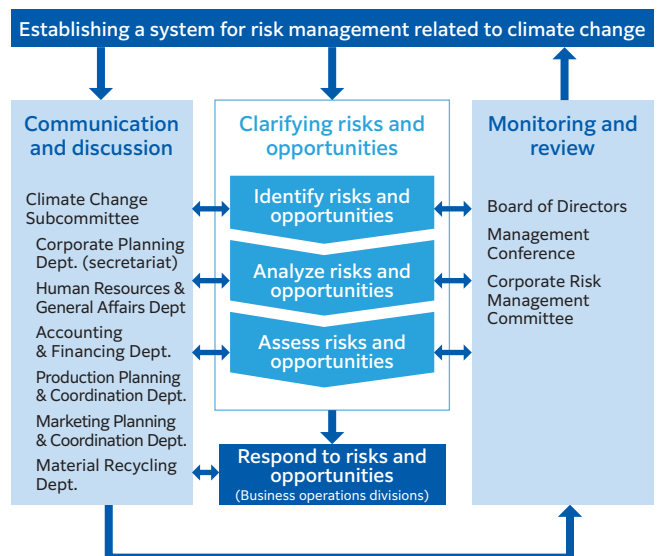 Establishing a system for risk management related to climate change
Communication
and discussion
Climate Change
Subcommittee
Corporate Planning
Dept. (secretariat)
Human Resources &
General Affairs Dept
Accounting
& Financing Dept.
Production Planning
& Coordination Dept.
Marketing Planning
& Coordination Dept.
Material Recycling
Dept.
Clarifying risks and
opportunities
Identify risks and
opportunities
Analyze risks and
opportunities
Assess risks and
opportunities
Respond to risks and
opportunities
(Business operations divisions)
Monitoring and
review
Board of Directors
Management
Conference
Corporate Risk
Management
Committee